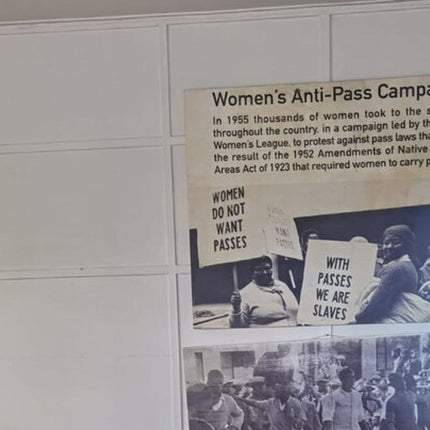 Women's Anti-Pass Campa
In 1955 thousands of women took to the s
throughout the country, in a campaign led by th
Women's League, to protest against pass laws tha
the result of the 1952 Amendments of Native
Areas Act of 1923 that required women to carry p
WOMEN
DO NOT
WANT
PASSES
WITH
PASSES
WE ARE
SLAVES